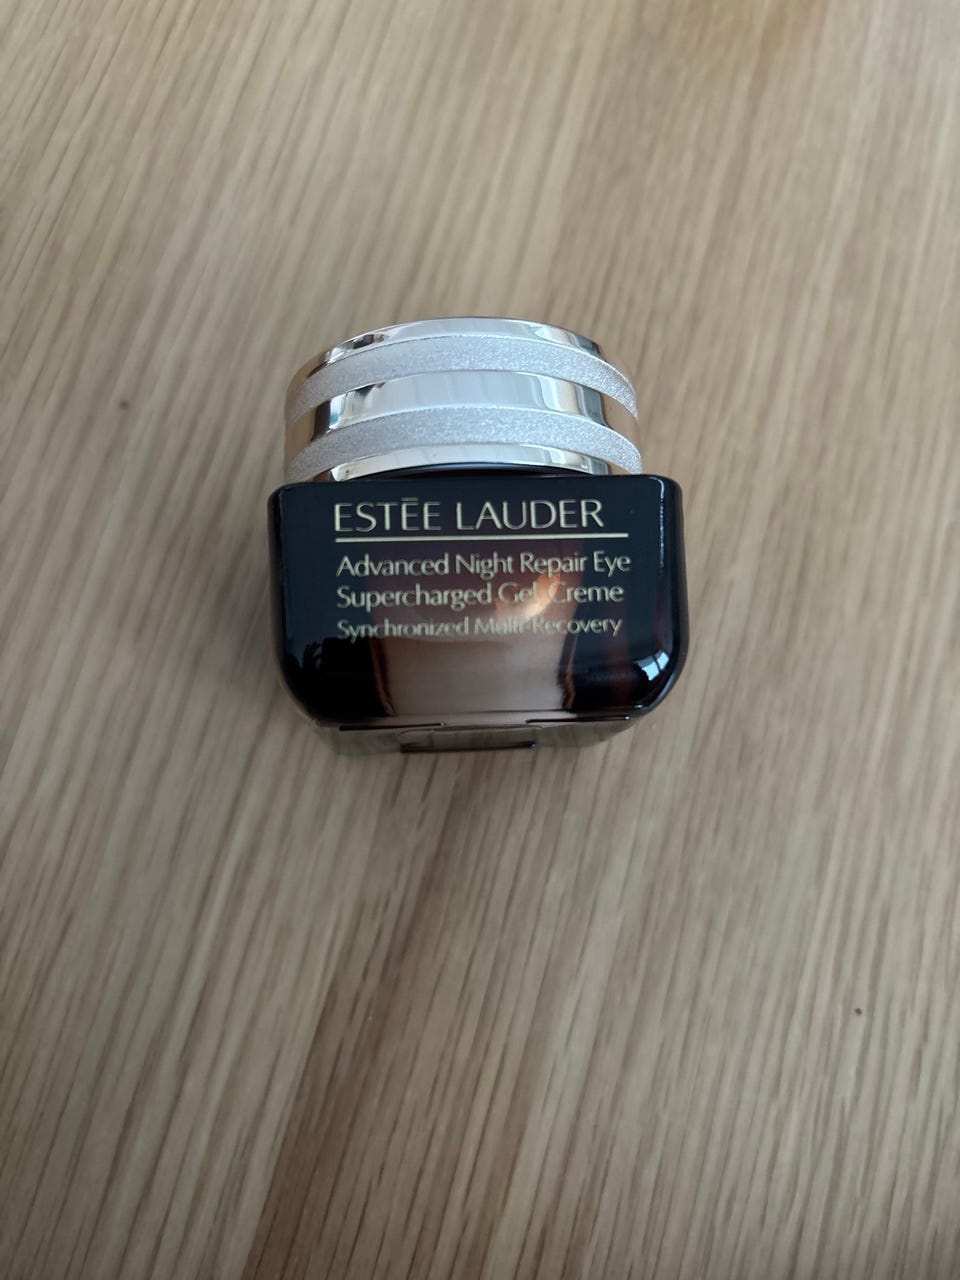 ESTĒE LAUDER
Advanced Night Repair Eye
Supercharged Gel Creme
Synchronized Multi-Recovery